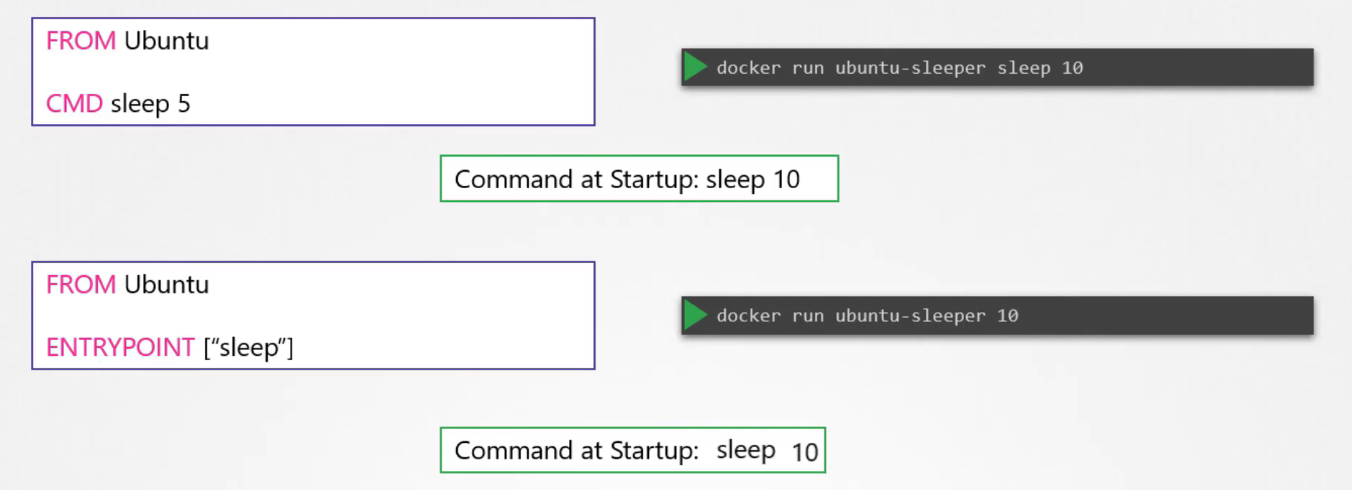 FROM Ubuntu
CMD sleep 5
docker run ubuntu-sleeper sleep 10
Command at Startup: sleep 10
FROM Ubuntu
ENTRYPOINT [“sleep”]
docker run ubuntu-sleeper 10
Command at Startup: sleep 10